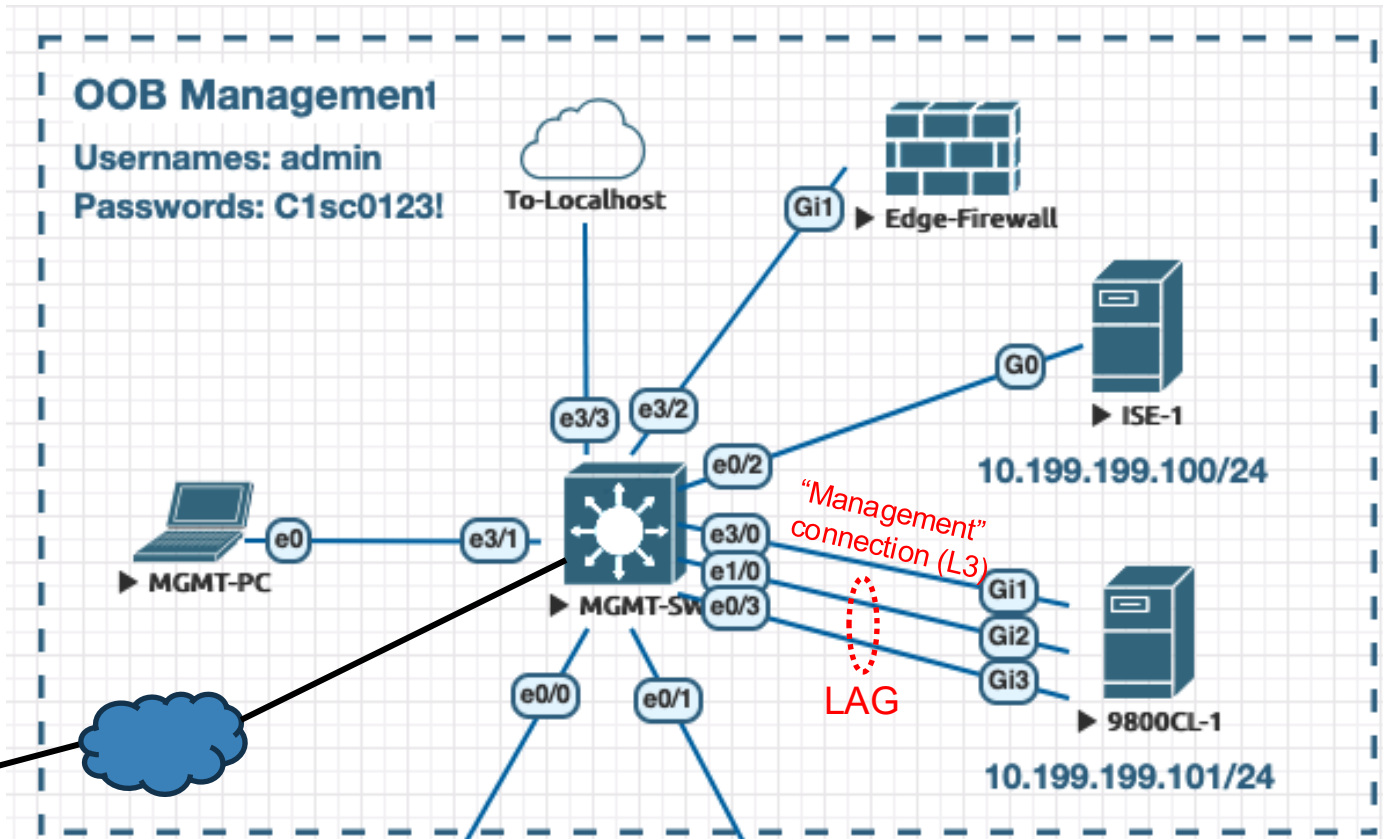 OOB Management
Usernames: admin
Passwords: C1sc0123!
To-Localhost
Gi1
Edge-Firewall
G0
ISE-1
10.199.199.100/24
e3/3
e3/2
e0/2
"Management"
connection (L3)
e0
e3/1
MGMT-PC
MGMT-SW
e3/0
e1/0
e0/3
Gi1
Gi2
Gi3
LAG
9800CL-1
10.199.199.101/24
e0/0
e0/1